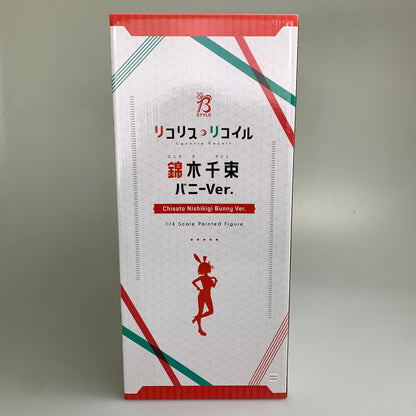 B
STYLE
リコリス・リコイル
Lycoris Recoil
にしき ぎ ちさと
錦木千束
バニーVer.
Chisato Nishikigi Bunny Ver.
1/4 Scale Painted Figure